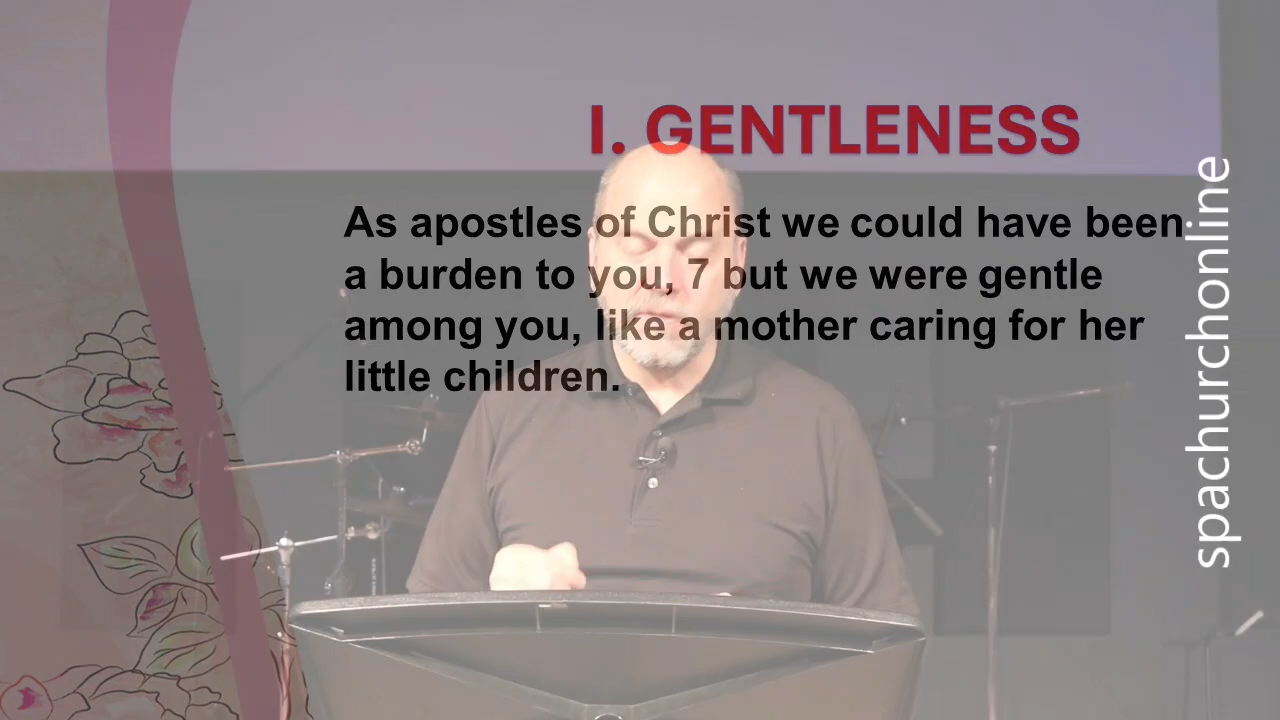 I. GENTLENESS
As apostles of Christ we could have been
a burden to you, 7 but we were gentle
among you, like a mother caring for her
little children.
spachurchonline